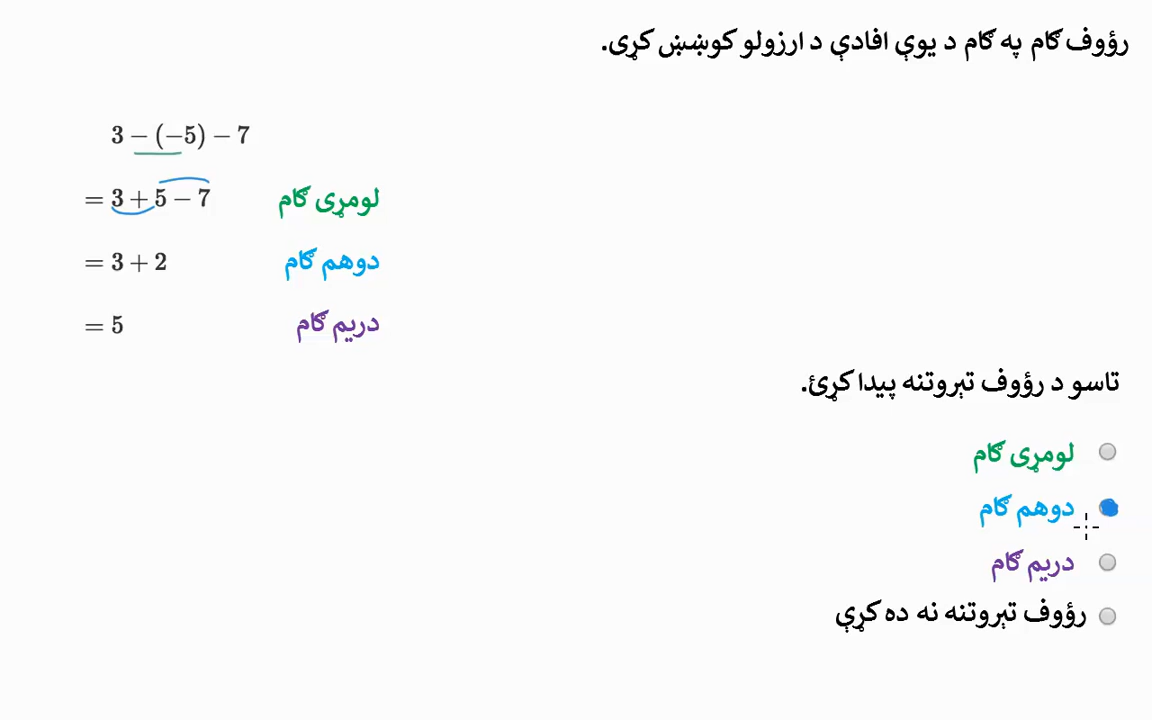 رؤوف ګام په ګام د يوې افادې د ارزولو کوښښ کړی.
3 − (−5) − 7
= 3 + 5 − 7 لومړی ګام
= 3 + 2 دوهم ګام
= 5 دريم ګام
تاسو د رؤوف تېروتنه پيدا کړئ.
لومړی ګام
دوهم ګام
دريم ګام
رؤوف تېروتنه نه ده کړې